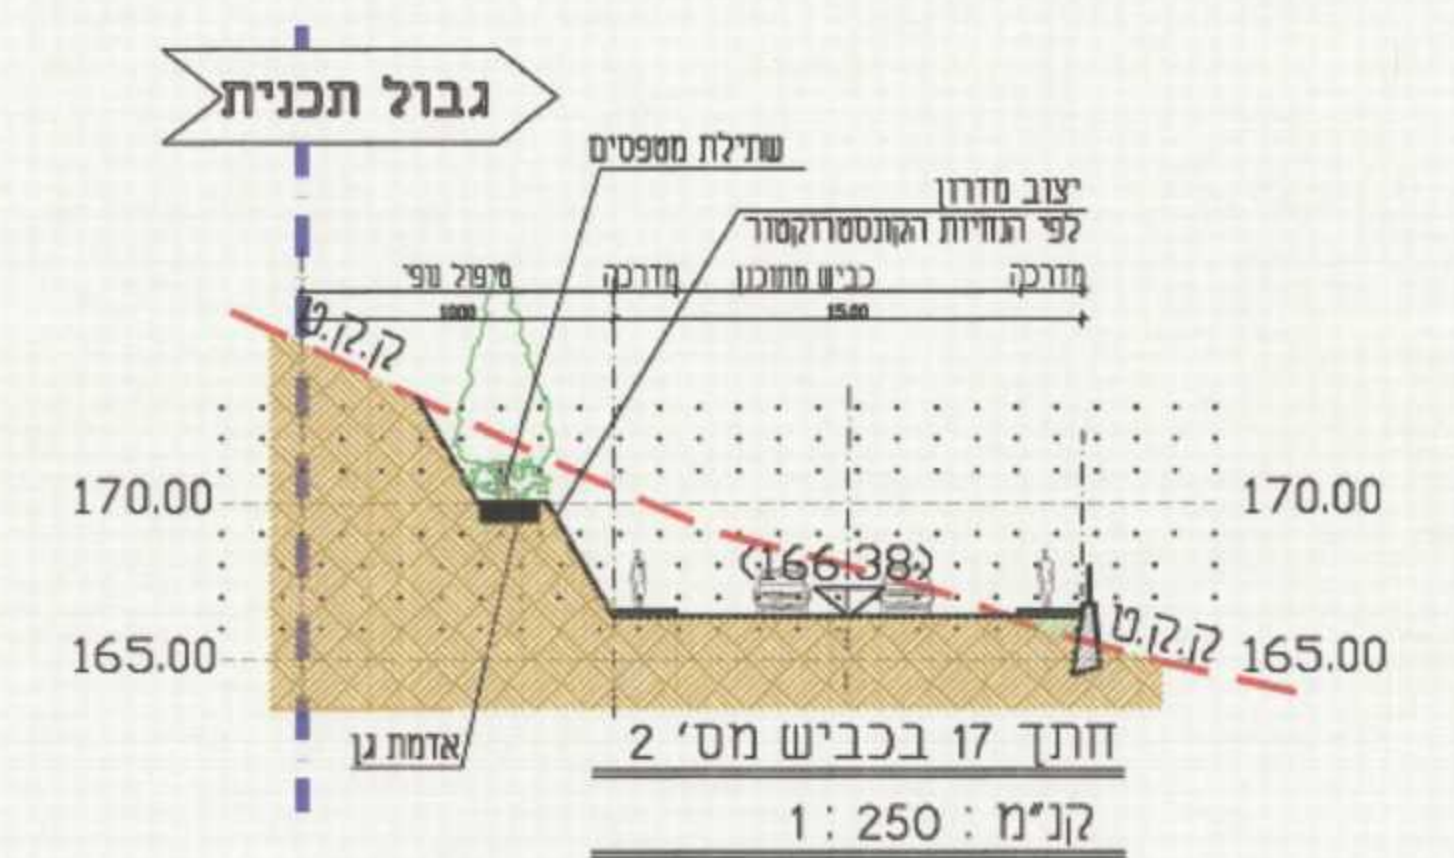 גבול תכנית
שתילת מטפסים
יצוב מדרון
לפי הנחיות הקונסטרוקטור
מדרכה
כביש מתוכנן
מדרכה
טיפול נופי
15.00
10.00
ק.ק.ט
170.00
170.00
(166.38)
ק.ק.ט
165.00
165.00
אדמת גן
חתך 17 בכביש מס' 2
קנ"מ : 250 : 1